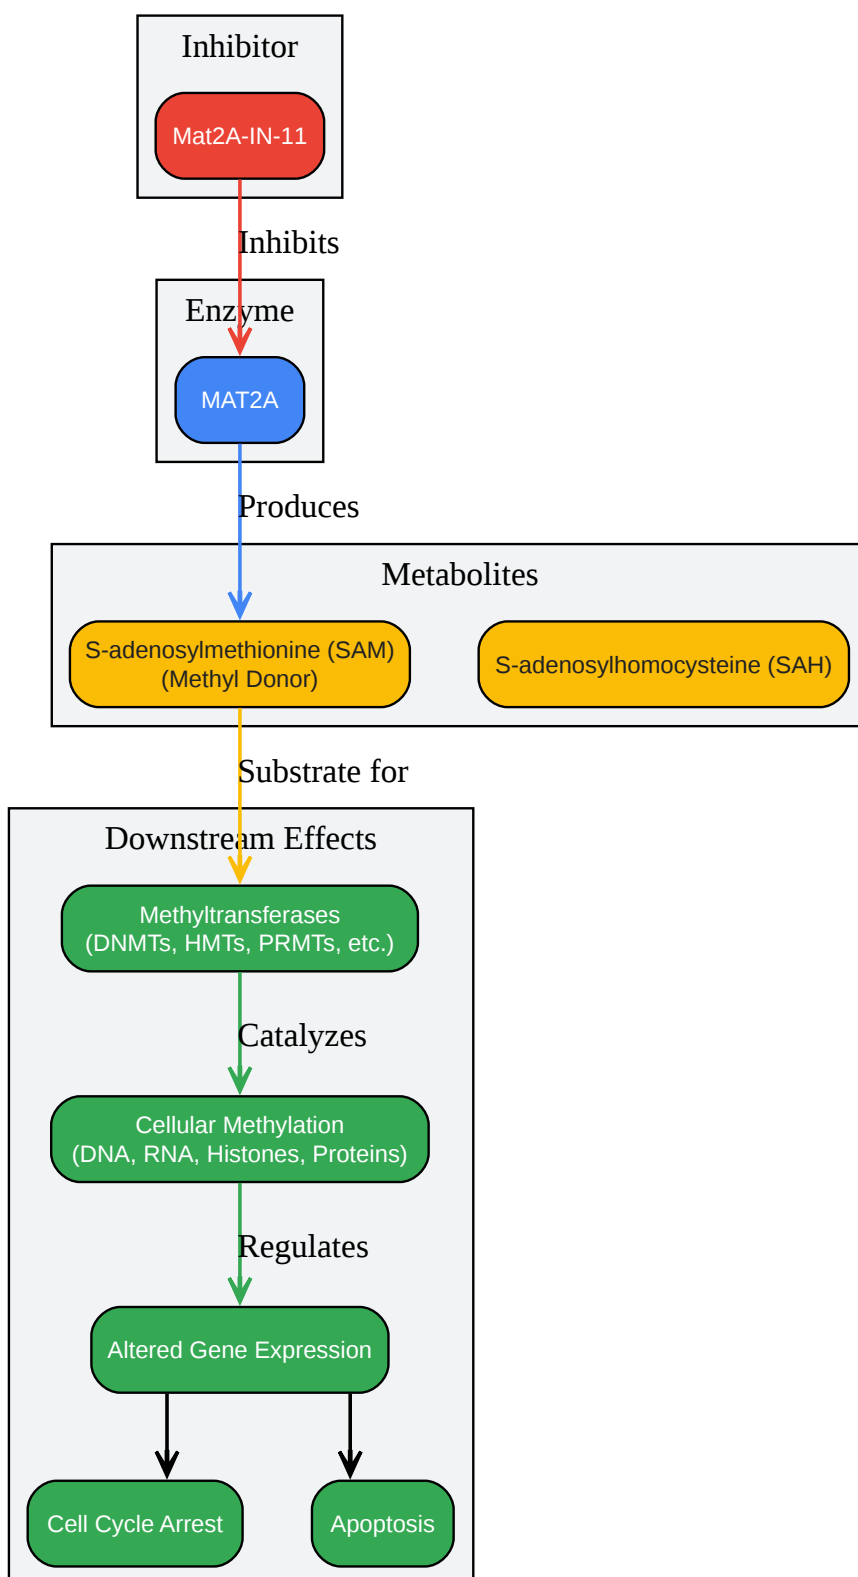 Inhibitor
Mat2A-IN-11
Inhibits
Enzyme
MAT2A
Produces
Metabolites
S-adenosylmethionine (SAM)
(Methyl Donor)
S-adenosylhomocysteine (SAH)
Substrate for
Downstream Effects
Methyltransferases
(DNMTs, HMTs, PRMTs, etc.)
Catalyzes
Cellular Methylation
(DNA, RNA, Histones, Proteins)
Regulates
Altered Gene Expression
Cell Cycle Arrest
Apoptosis